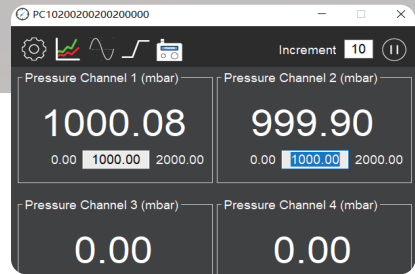 PC10200200200200000
Increment 10
Pressure Channel 1 (mbar)
1000.08
0.00 1000.00 2000.00
Pressure Channel 2 (mbar)
999.90
0.00 1000.00 2000.00
Pressure Channel 3 (mbar)
0.00
Pressure Channel 4 (mbar)
0.00